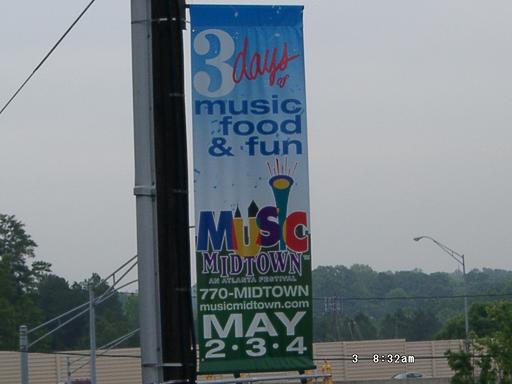 3 days of
music
food
& fun
MUSIC
MIDTOWN
AN ATLANTA FESTIVAL
770-MIDTOWN
musicmidtown.com
MAY
2·3·4
3 8:32am